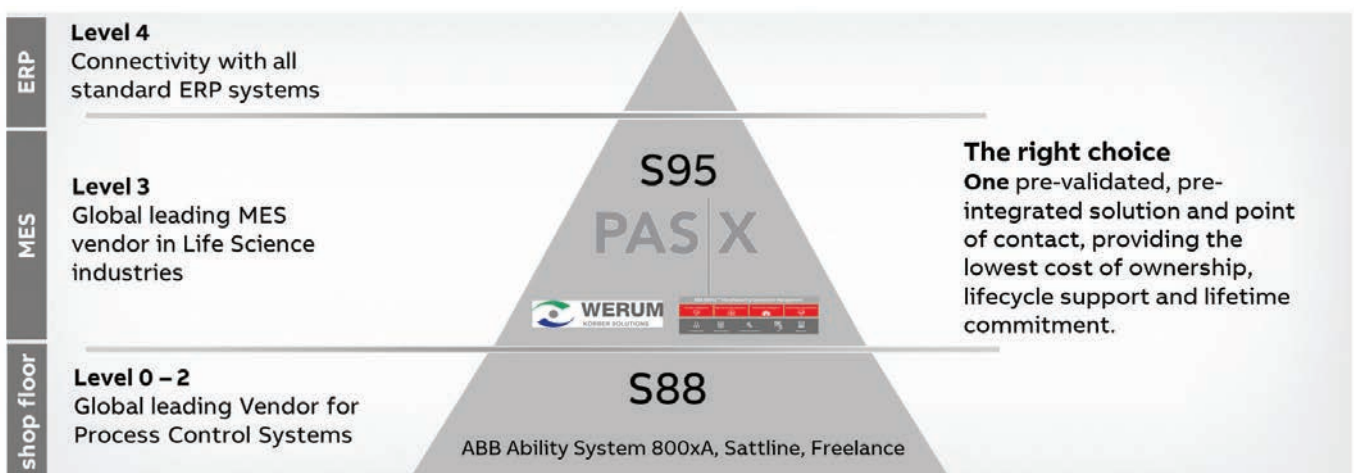 ERP
Level 4
Connectivity with all
standard ERP systems
MES
Level 3
Global leading MES
vendor in Life Science
industries
S95
PAS X
WERUM
KÖRBER SOLUTIONS
The right choice
One pre-validated, pre-
integrated solution and point
of contact, providing the
lowest cost of ownership,
lifecycle support and lifetime
commitment.
shop floor
Level 0 – 2
Global leading Vendor for
Process Control Systems
S88
ABB Ability System 800xA, Sattline, Freelance